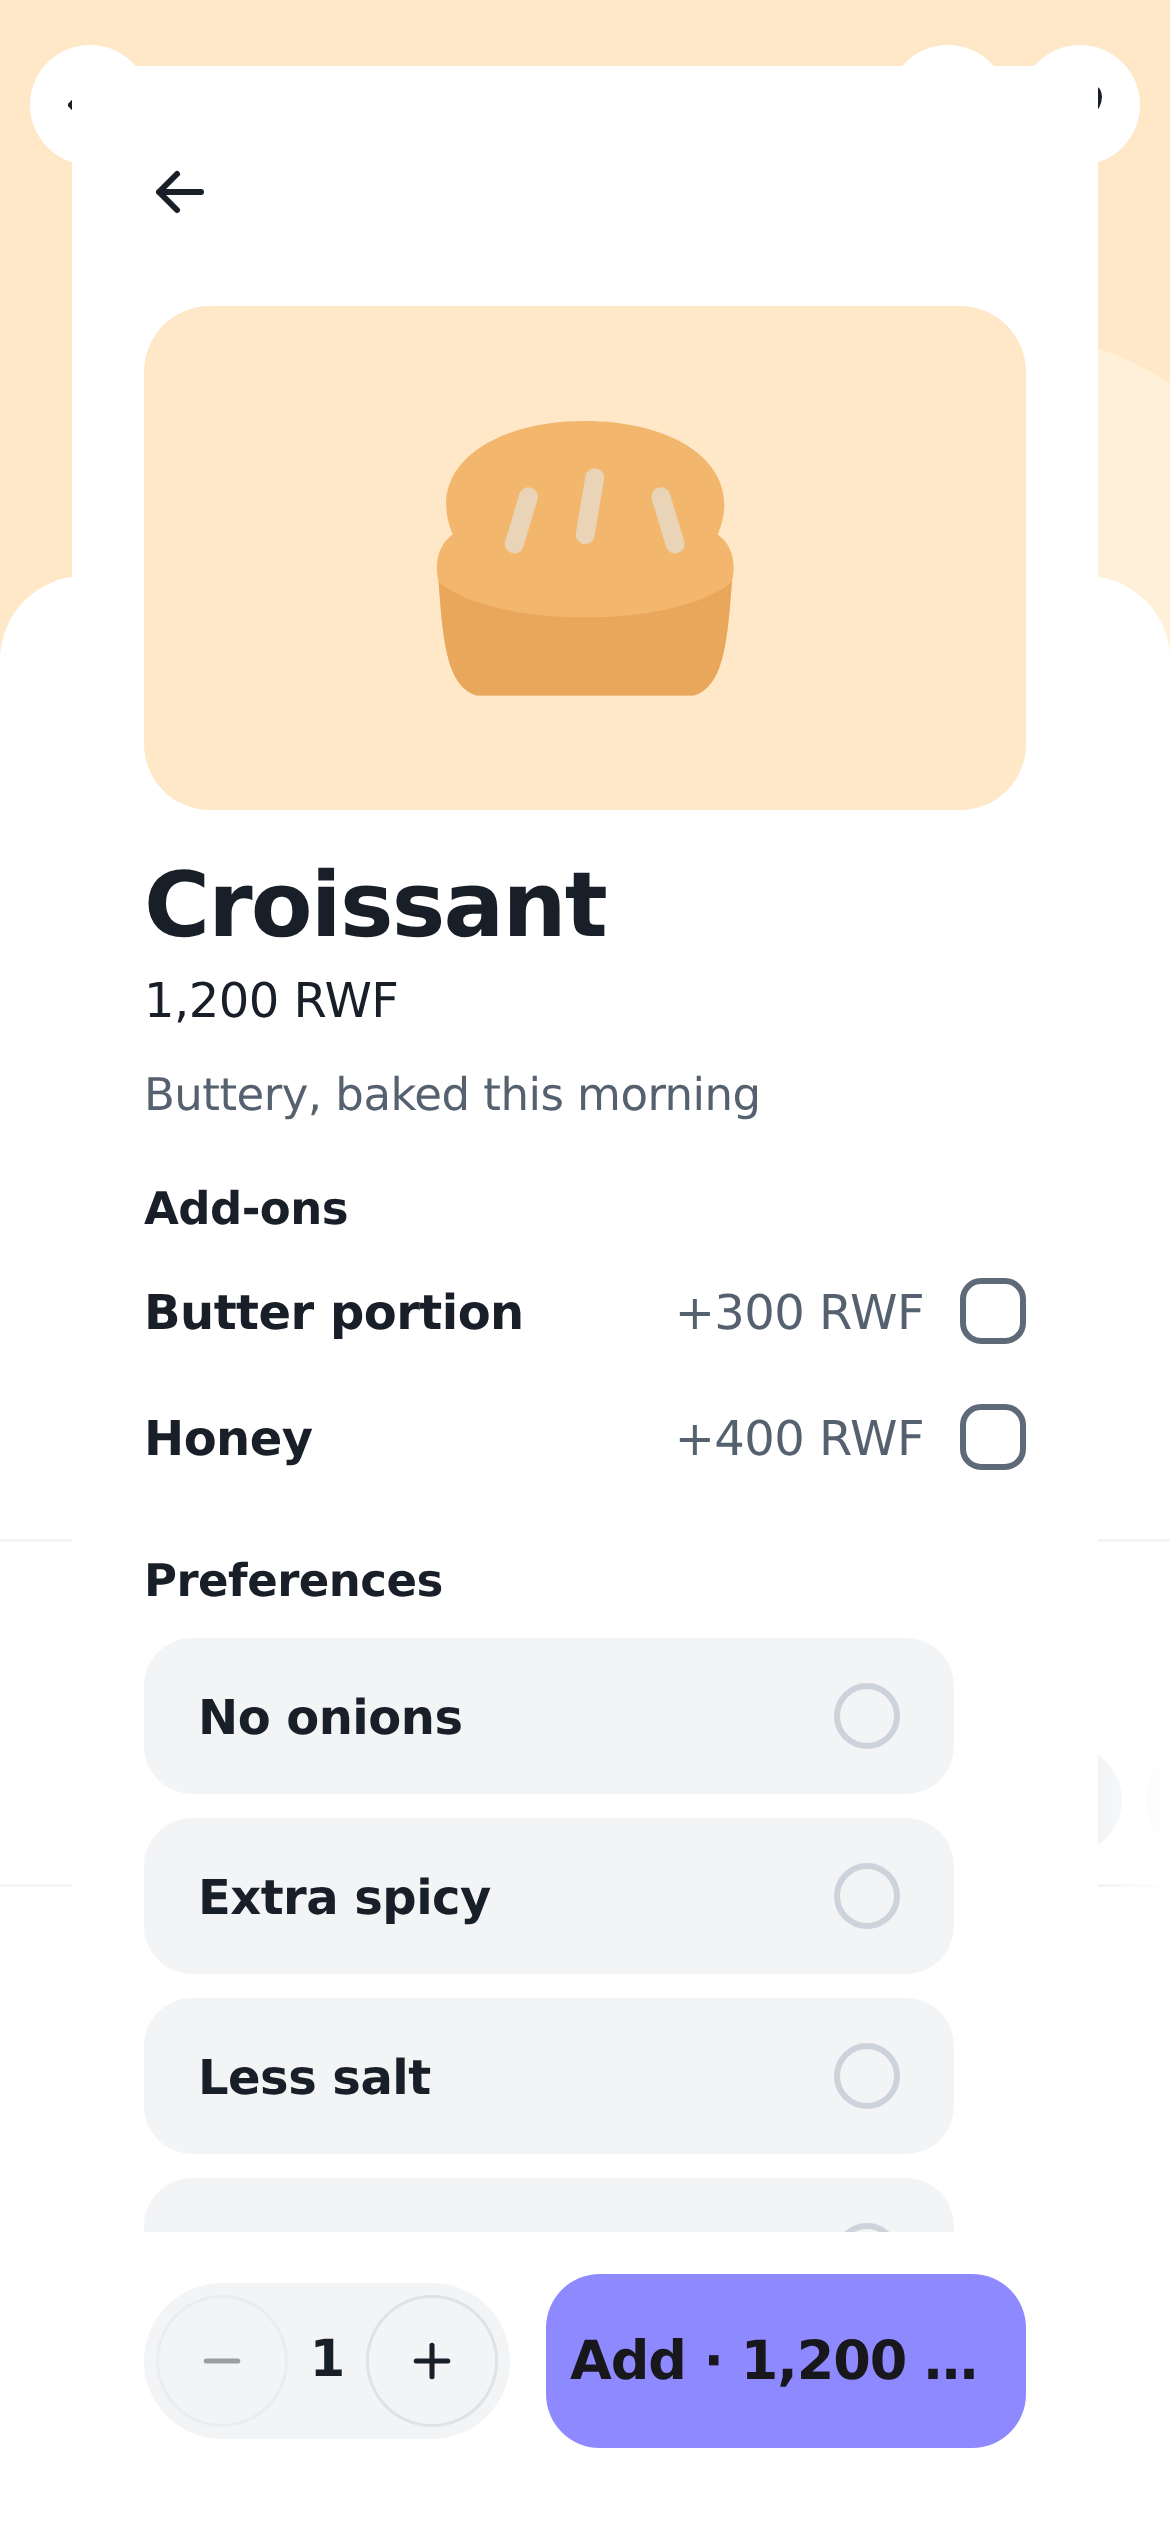 Croissant
1,200 RWF
Buttery, baked this morning
Add-ons
Butter portion +300 RWF
Honey +400 RWF
Preferences
No onions
Extra spicy
Less salt
1
Add · 1,200 ...